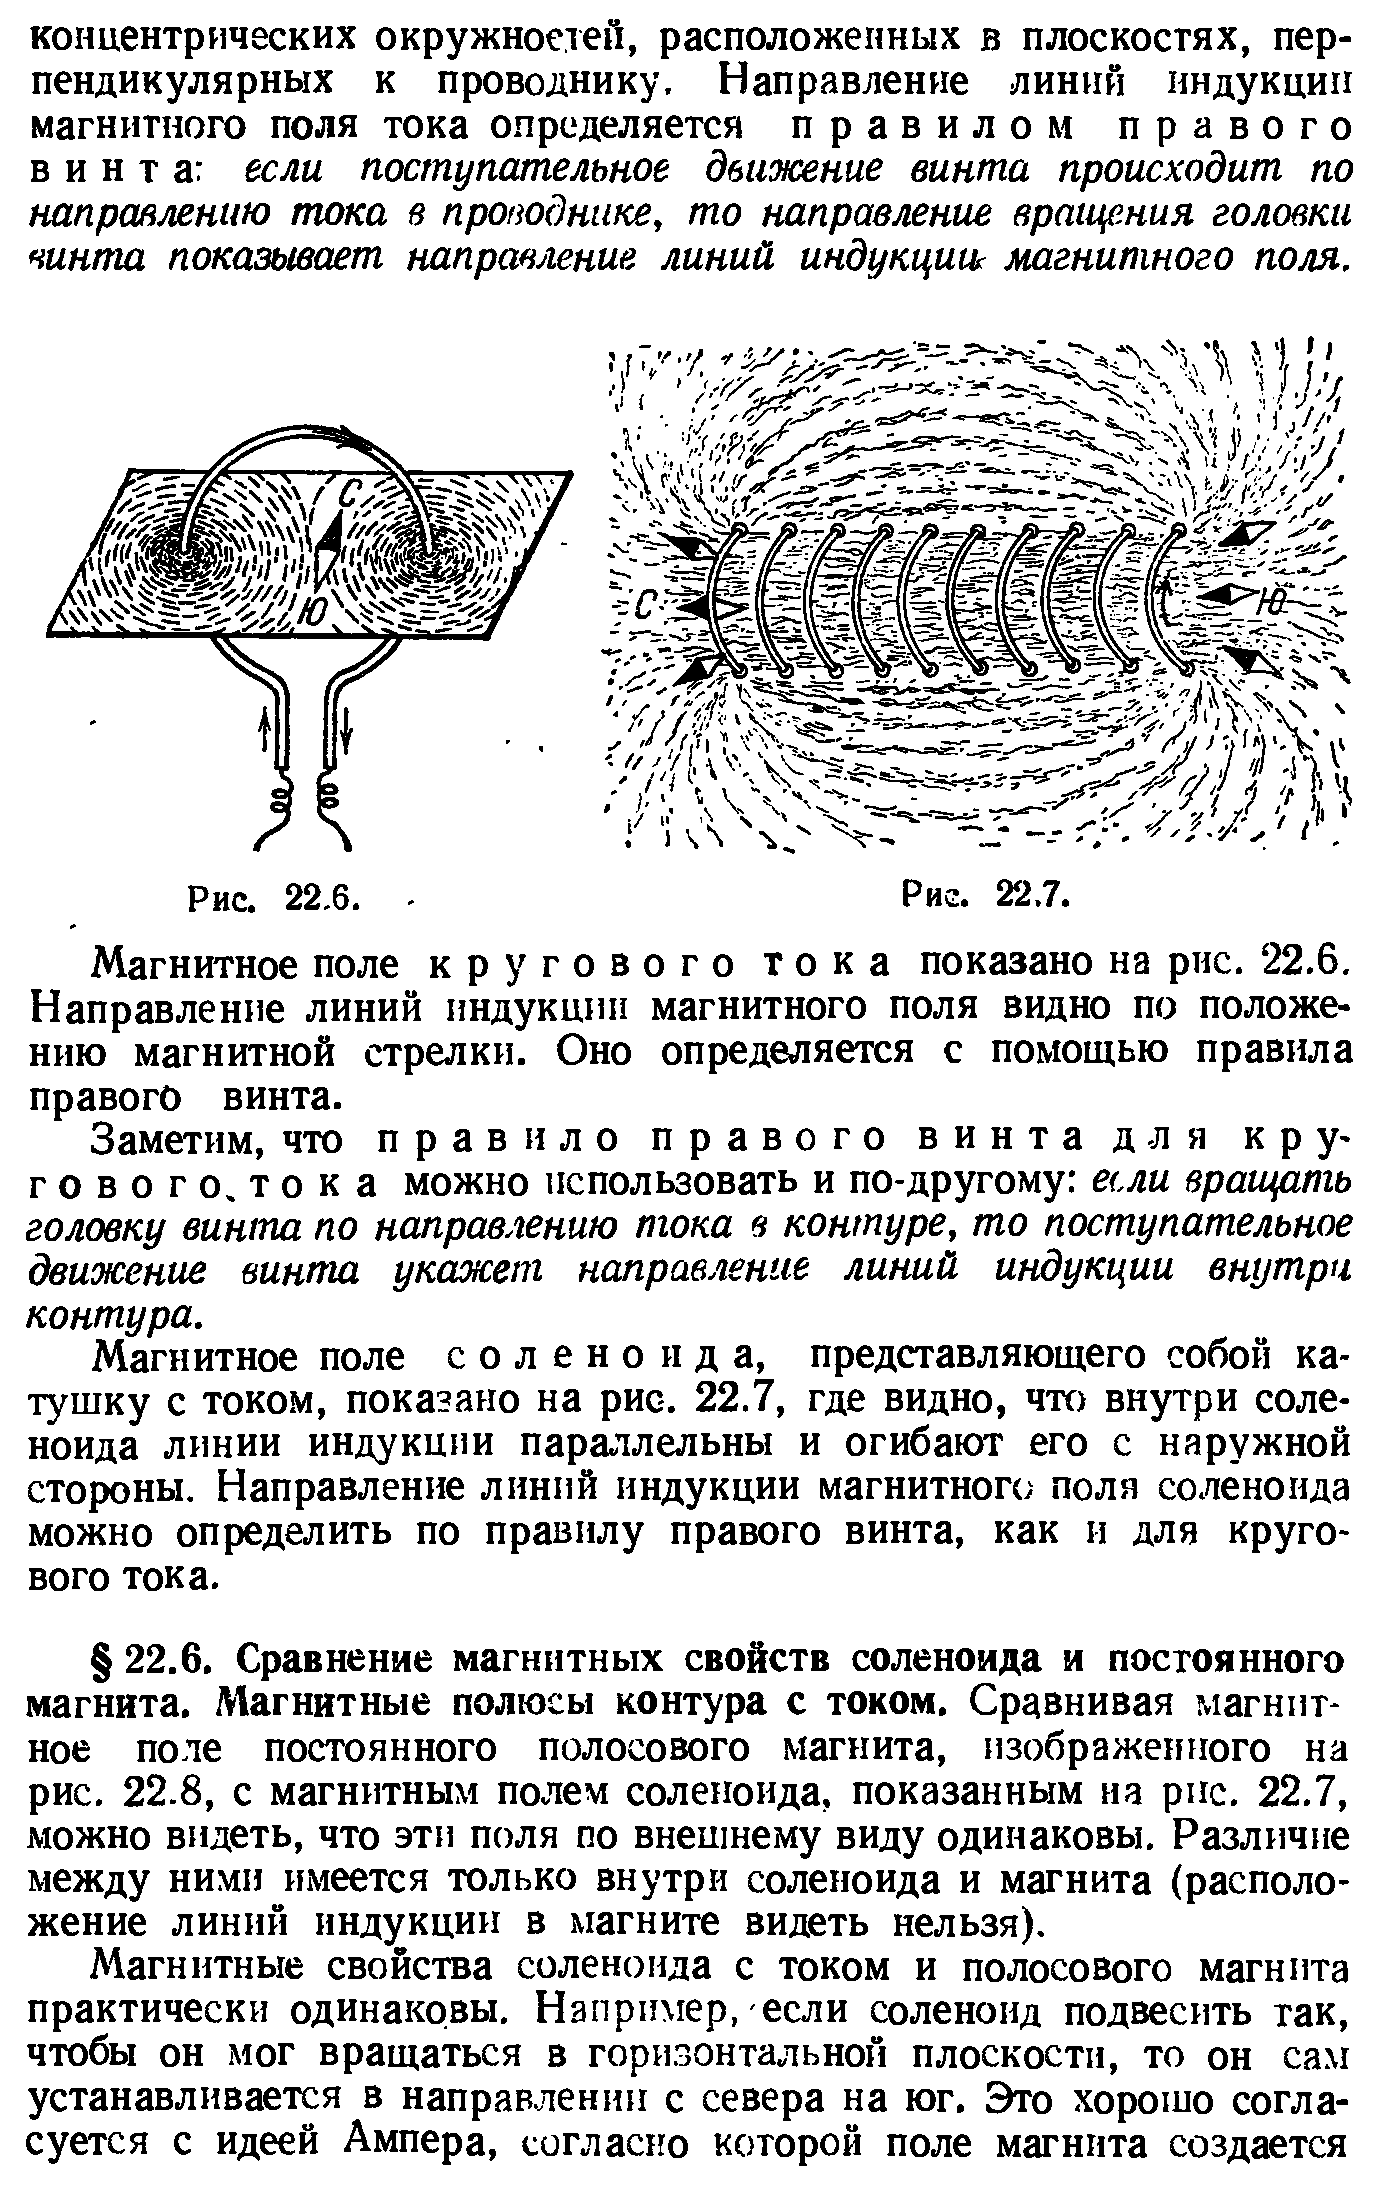 концентрических окружностей, расположенных в плоскостях, пер-
пендикулярных к проводнику. Направление линий индукции
магнитного поля тока определяется правилом правого
винта: если поступательное движение винта происходит по
направлению тока в проводнике, то направление вращения головки
винта показывает направление линий индукции магнитного поля.
С
Ю
С
Ю
Рис. 22.6.
Рис. 22.7.
Магнитное поле кругового тока показано на рис. 22.6.
Направление линий индукции магнитного поля видно по положе-
нию магнитной стрелки. Оно определяется с помощью правила
правого винта.
Заметим, что правило правого винта для кру-
гового тока можно использовать и по-другому: если вращать
головку винта по направлению тока в контуре, то поступательное
движение винта укажет направление линий индукции внутри
контура.
Магнитное поле соленоида, представляющего собой ка-
тушку с током, показано на рис. 22.7, где видно, что внутри соле-
ноида линии индукции параллельны и огибают его с наружной
стороны. Направление линий индукции магнитного поля соленоида
можно определить по правилу правого винта, как и для круго-
вого тока.
§ 22.6. Сравнение магнитных свойств соленоида и постоянного
магнита. Магнитные полюсы контура с током. Сравнивая магнит-
ное поле постоянного полосового магнита, изображенного на
рис. 22.8, с магнитным полем соленоида, показанным на рис. 22.7,
можно видеть, что эти поля по внешнему виду одинаковы. Различие
между ними имеется только внутри соленоида и магнита (располо-
жение линий индукции в магните видеть нельзя).
Магнитные свойства соленоида с током и полосового магнита
практически одинаковы. Например, если соленоид подвесить так,
чтобы он мог вращаться в горизонтальной плоскости, то он сам
устанавливается в направлении с севера на юг. Это хорошо согла-
суется с идеей Ампера, согласно которой поле магнита создается